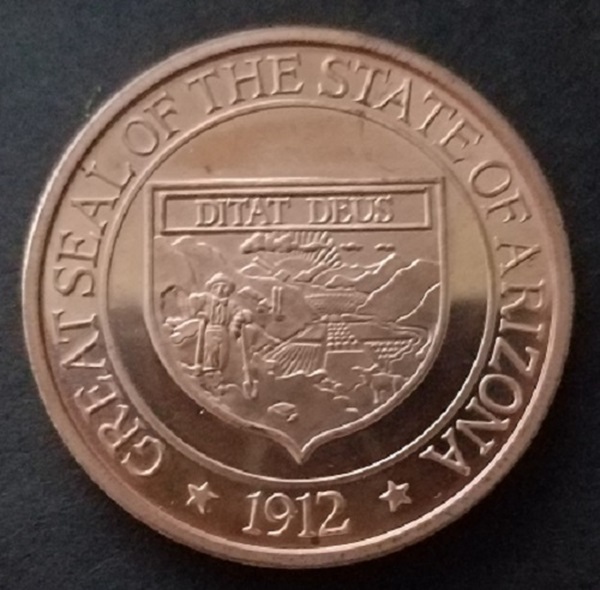 GREAT SEAL OF THE STATE OF ARIZONA
DITAT DEUS
1912